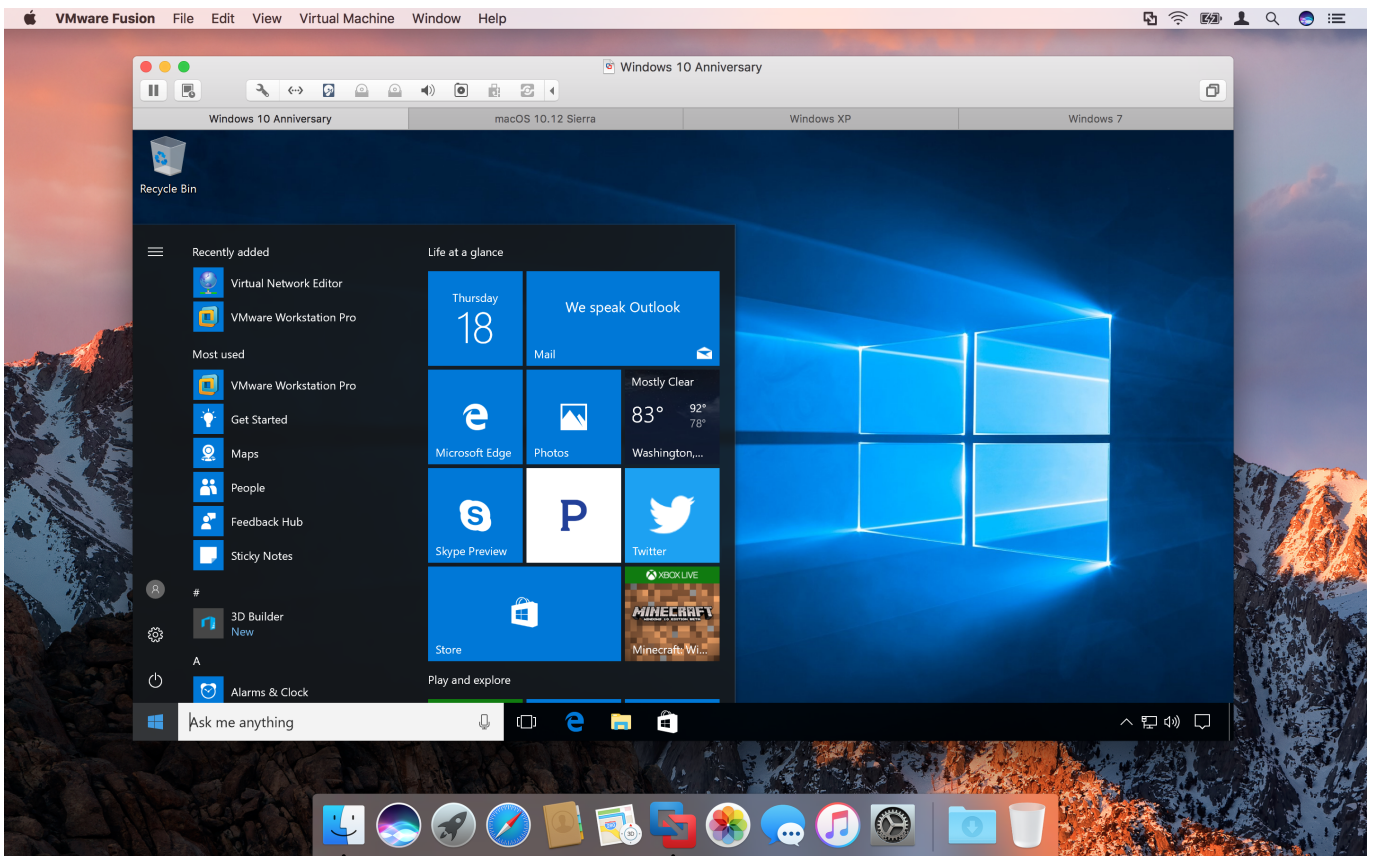 VMware Fusion File Edit View Virtual Machine Window Help
Windows 10 Anniversary
Windows 10 Anniversary macOS 10.12 Sierra Windows XP Windows 7
Recycle Bin
Recently added
Virtual Network Editor
VMware Workstation Pro
Most used
VMware Workstation Pro
Get Started
Maps
People
Feedback Hub
Sticky Notes
#
3D Builder
New
A
Alarms & Clock
Life at a glance
Thursday
18
We speak Outlook
Mail
Microsoft Edge
Photos
Mostly Clear
83° 92°
78°
Washington,...
Skype Preview
P
Twitter
Store
XBOX LIVE
MINECRAFT
WINDOWS 10 EDITION BETA
Minecraft: Wi...
Play and explore
Ask me anything